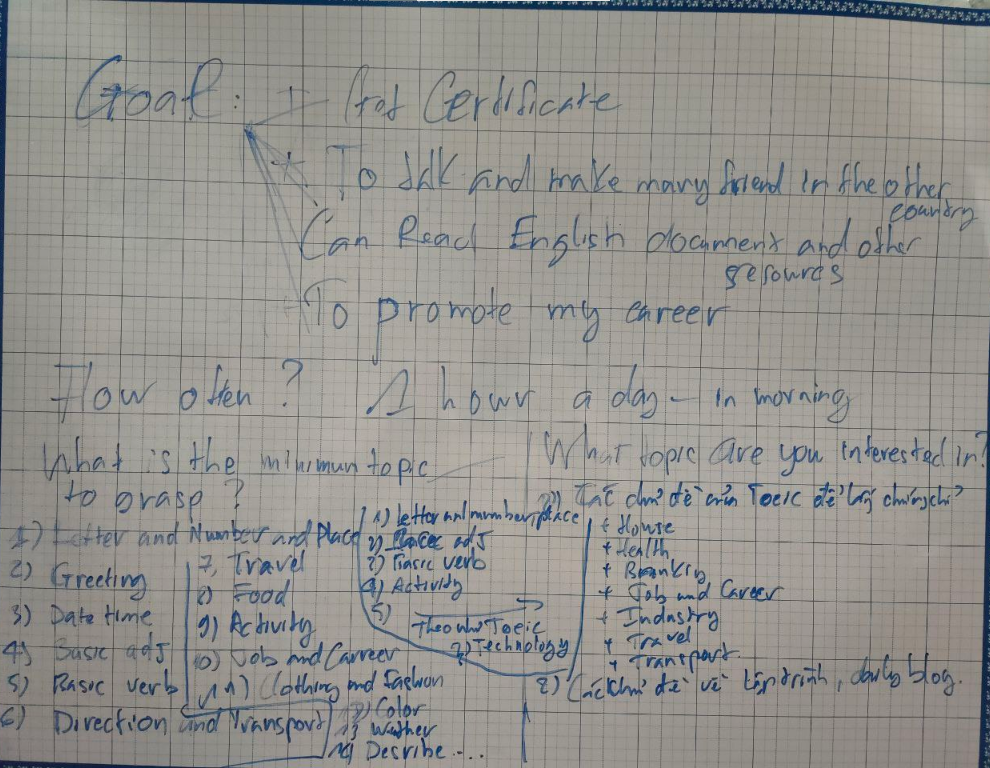 Goal: + Got Certificate
+ To talk and make many friend in the other country
Can Read English document and other resources
To promote my career
How often? 1 hour a day - in morning
What is the minimun topic
to grasp?
1) Letter and Number and Place
2) Greeting
3) Date time
4) Basic adj
5) Basic verb
6) Direction and Transport
7, Travel
8) Food
9) Activity
10) Job and Carreer
11) Clothing and Fashion
12) Color
13 Wather
14) Describe...
1) letter and number, place
2) adj
3) Basic verb
4) Activity
5)
Theo như Toeic
2) Technology
What topic are you interested in?
Các chủ đề của Toeic để lấy chứng chỉ?
+ House
+ Health
+ Banking
+ Job and Career
+ Industry
+ Travel
+ Transport.
2) Các chủ đề về lập trình, daily blog.